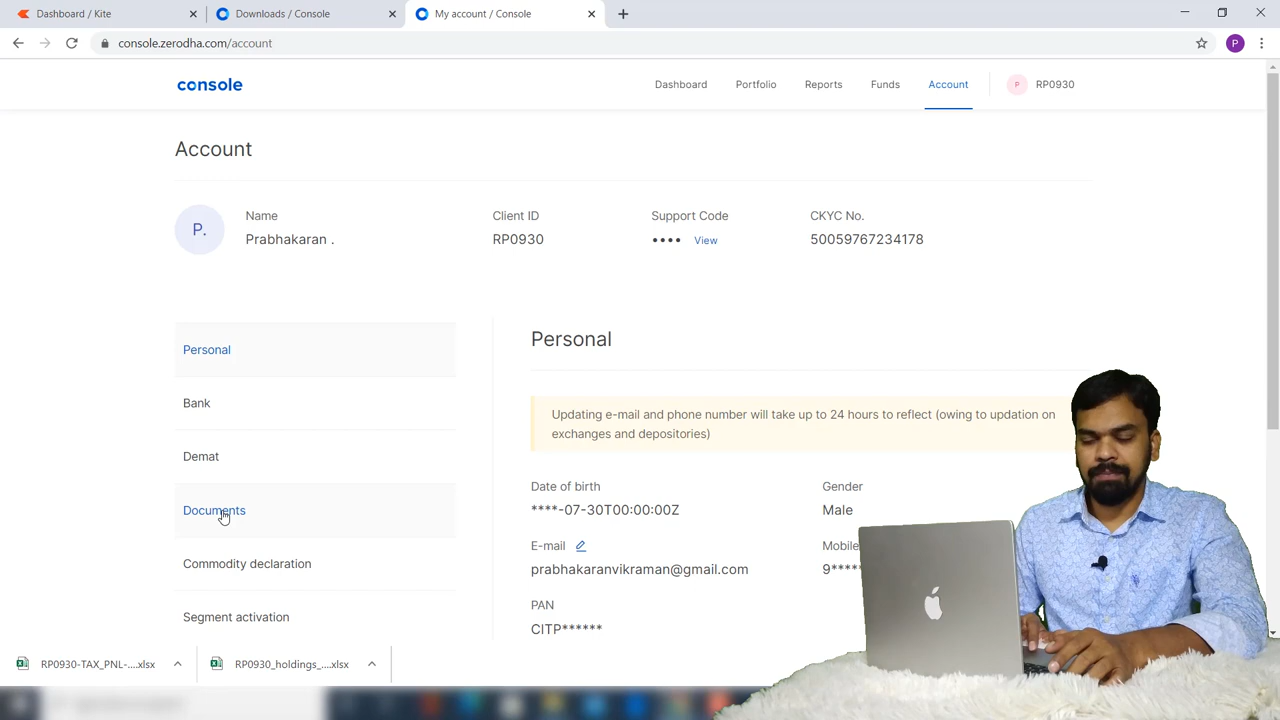 Dashboard / Kite
Downloads / Console
My account / Console
console.zerodha.com/account
P
console
Dashboard
Portfolio
Reports
Funds
Account
P
RP0930
Account
P.
Name
Prabhakaran .
Client ID
RP0930
Support Code
•••• View
CKYC No.
50059767234178
Personal
Bank
Demat
Documents
Commodity declaration
Segment activation
Personal
Updating e-mail and phone number will take up to 24 hours to reflect (owing to updation on
exchanges and depositories)
Date of birth
****-07-30T00:00:00Z
Gender
Male
E-mail
prabhakaranvikraman@gmail.com
Mobile
9****
PAN
CITP******
RP0930-TAX_PNL-....xlsx
RP0930_holdings_....xlsx